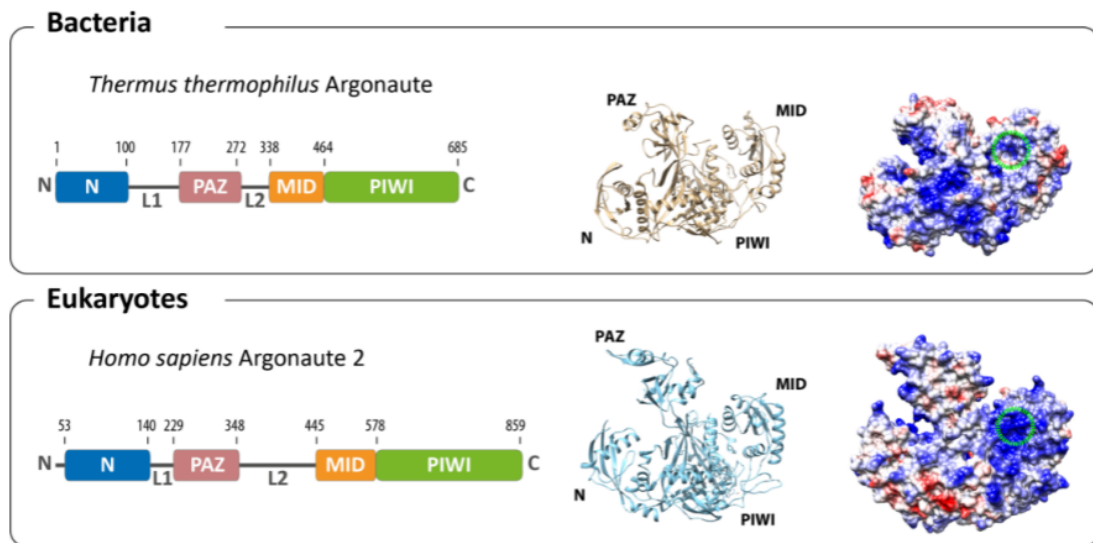 Bacteria
Thermus thermophilus Argonaute
1 100 177 272 338 464 685
N N PAZ MID PIWI C
L1 L2
PAZ
MID
N
PIWI
Eukaryotes
Homo sapiens Argonaute 2
53 140 229 348 445 578 859
N N PAZ MID PIWI C
L1 L2
PAZ
MID
N
PIWI